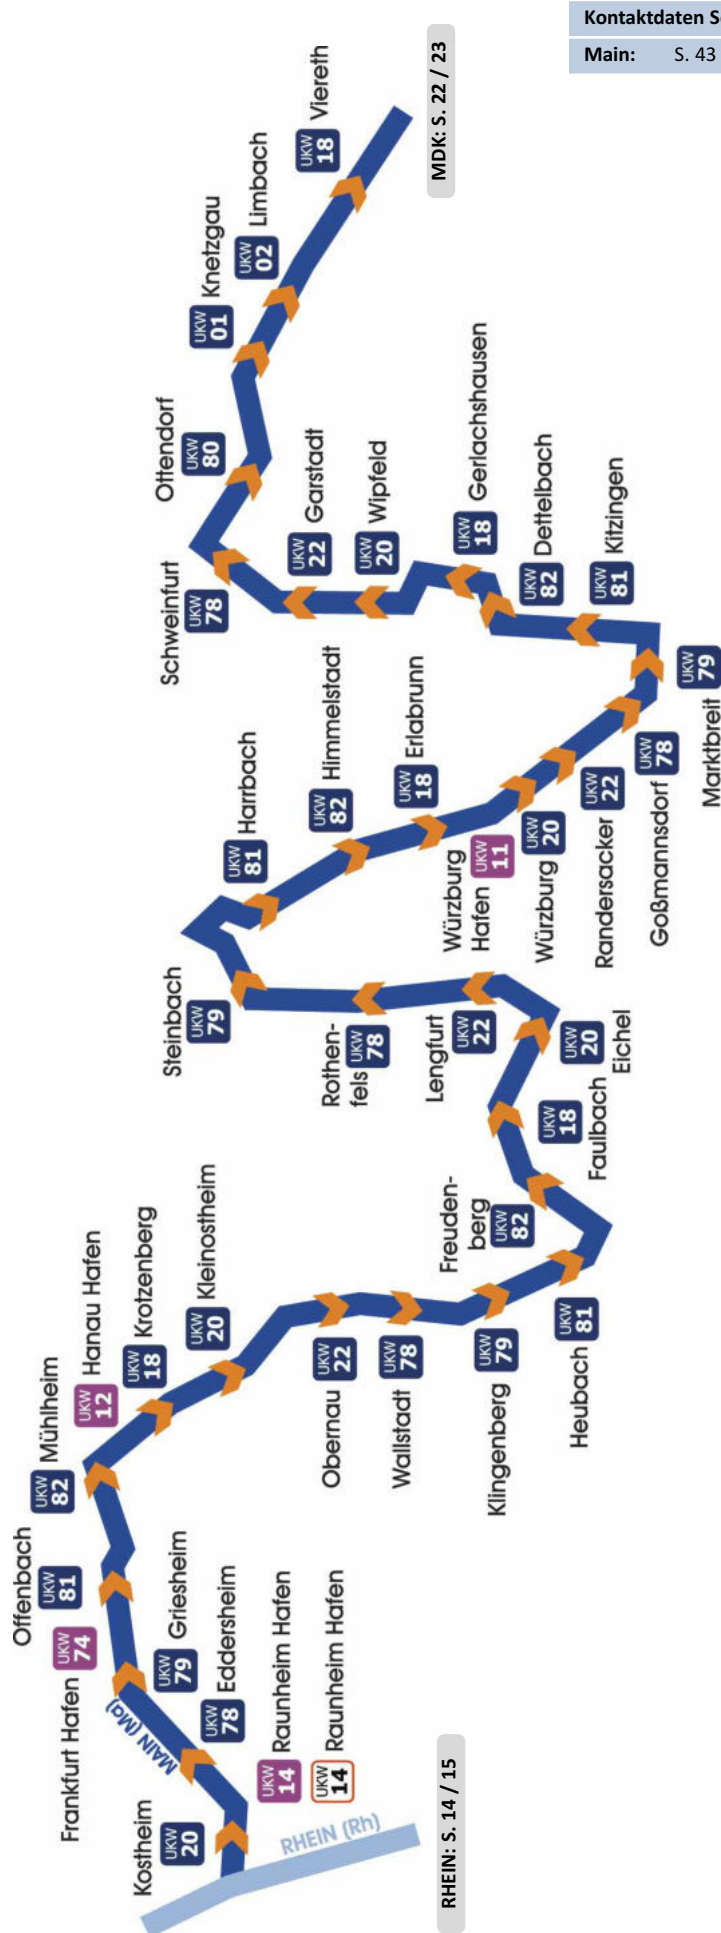 Kontaktdaten S
Main: S. 43
MDK: S. 22 / 23
RHEIN: S. 14 / 15
RHEIN (Rh)
MAIN (Ma)
Kostheim
UKW
20
Raunheim Hafen
UKW
14
Raunheim Hafen
UKW
14
Eddersheim
UKW
78
Griesheim
UKW
79
Frankfurt Hafen
UKW
74
Offenbach
UKW
81
Mühlheim
UKW
82
Hanau Hafen
UKW
12
Krotzenberg
UKW
18
Kleinostheim
UKW
20
Obernau
UKW
22
Wallstadt
UKW
78
Klingenberg
UKW
79
Heubach
UKW
81
Freuden-
berg
UKW
82
Faulbach
UKW
18
Eichel
UKW
20
Lengfurt
UKW
22
Rothen-
fels
UKW
78
Steinbach
UKW
79
Harrbach
UKW
81
Himmelstadt
UKW
82
Erlabrunn
UKW
18
Würzburg
Hafen
UKW
11
Würzburg
UKW
20
Randersacker
UKW
22
Goßmannsdorf
UKW
78
Marktbreit
UKW
79
Kitzingen
UKW
81
Dettelbach
UKW
82
Gerlachshausen
UKW
18
Wipfeld
UKW
20
Garstadt
UKW
22
Schweinfurt
UKW
78
Ottendorf
UKW
80
Knetzgau
UKW
01
Limbach
UKW
02
Viereth
UKW
18